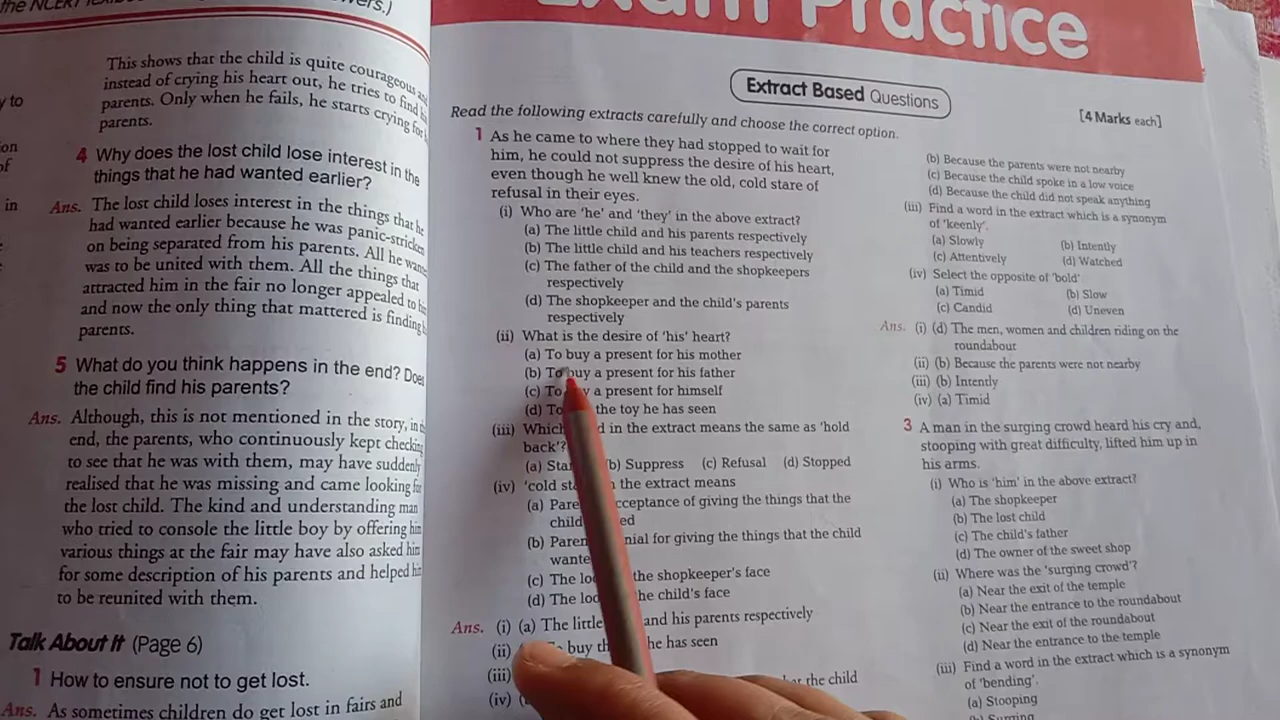 the NCERT
wers.)
This shows that the child is quite courageous
instead of crying his heart out, he tries to find
parents. Only when he fails, he starts crying for
parents.
y to
on
of
in
4 Why does the lost child lose interest in the
things that he had wanted earlier?
Ans. The lost child loses interest in the things that he
had wanted earlier because he was panic-stricken
on being separated from his parents. All he
was to be united with them. All the things that
attracted him in the fair no longer appealed to
and now the only thing that mattered is finding
parents.
5 What do you think happens in the end? Does
the child find his parents?
Ans. Although, this is not mentioned in the story, in
end, the parents, who continuously kept checking
to see that he was with them, may have suddenly
realised that he was missing and came looking
the lost child. The kind and understanding man
who tried to console the little boy by offering him
various things at the fair may have also asked him
for some description of his parents and helped
to be reunited with them.
Talk About It (Page 6)
1 How to ensure not to get lost.
Ans. As sometimes children do get lost in fairs and
Exam Practice
Extract Based Questions
Read the following extracts carefully and choose the correct option.
[4 Marks each]
1 As he came to where they had stopped to wait for
him, he could not suppress the desire of his heart,
even though he well knew the old, cold stare of
refusal in their eyes.
(i) Who are 'he' and 'they' in the above extract?
(a) The little child and his parents respectively
(b) The little child and his teachers respectively
(c) The father of the child and the shopkeepers
respectively
(d) The shopkeeper and the child's parents
respectively
(ii) What is the desire of 'his' heart?
(a) To buy a present for his mother
(b) To buy a present for his father
(c) To a present for himself
(d) To the toy he has seen
(iii) Which in the extract means the same as 'hold
back'?
(a) (b) Suppress (c) Refusal (d) Stopped
(iv) 'cold the extract means
(a) acceptance of giving the things that the
child
(b) for giving the things that the child
(c) The the shopkeeper's face
(d) The the child's face
Ans. (i) (a) The little and his parents respectively
(ii) buy he has seen
(iii)
(iv) the child
(b) Because the parents were not nearby
(c) Because the child spoke in a low voice
(d) Because the child did not speak anything
(iii) Find a word in the extract which is a synonym
of 'keenly'.
(a) Slowly (b) Intently
(c) Attentively (d) Watched
(iv) Select the opposite of 'bold'
(a) Timid (b) Slow
(c) Candid (d) Uneven
Ans. (i) (d) The men, women and children riding on the
roundabout
(ii) (b) Because the parents were not nearby
(iii) (b) Intently
(iv) (a) Timid
3 A man in the surging crowd heard his cry and,
stooping with great difficulty, lifted him up in
his arms.
(i) Who is 'him' in the above extract?
(a) The shopkeeper
(b) The lost child
(c) The child's father
(d) The owner of the sweet shop
(ii) Where was the 'surging crowd'?
(a) Near the exit of the temple
(b) Near the entrance to the roundabout
(c) Near the exit of the roundabout
(d) Near the entrance to the temple
(iii) Find a word in the extract which is a synonym
of 'bending'.
(a) Stooping
(b) Surging